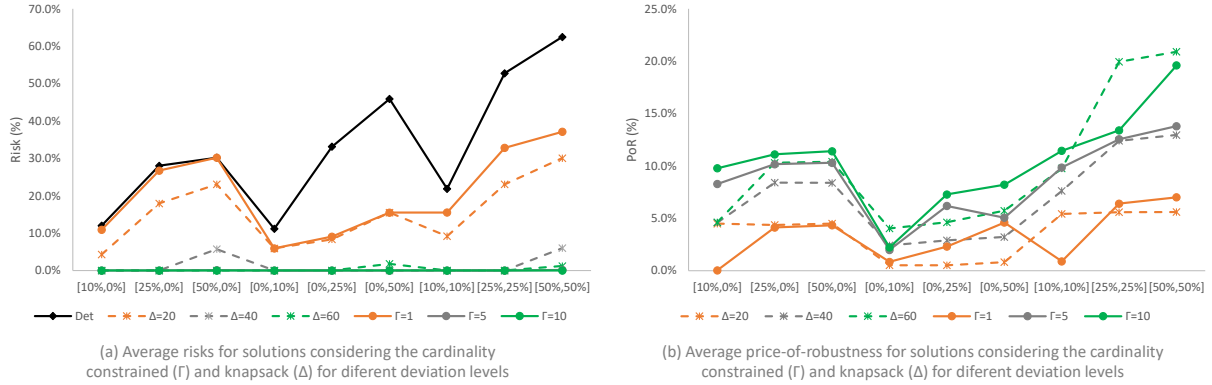 70.0%
60.0%
50.0%
40.0%
30.0%
20.0%
10.0%
0.0%
Risk (%)
[10%,0%] [25%,0%] [50%,0%] [0%,10%] [0%,25%] [0%,50%] [10%,10%] [25%,25%] [50%,50%]
Det Δ=20 Δ=40 Δ=60 Γ=1 Γ=5 Γ=10
(a) Average risks for solutions considering the cardinality
constrained (Γ) and knapsack (Δ) for diferent deviation levels
25.0%
20.0%
15.0%
10.0%
5.0%
0.0%
PoR (%)
[10%,0%] [25%,0%] [50%,0%] [0%,10%] [0%,25%] [0%,50%] [10%,10%] [25%,25%] [50%,50%]
Δ=20 Δ=40 Δ=60 Γ=1 Γ=5 Γ=10
(b) Average price-of-robustness for solutions considering the cardinality
constrained (Γ) and knapsack (Δ) for diferent deviation levels